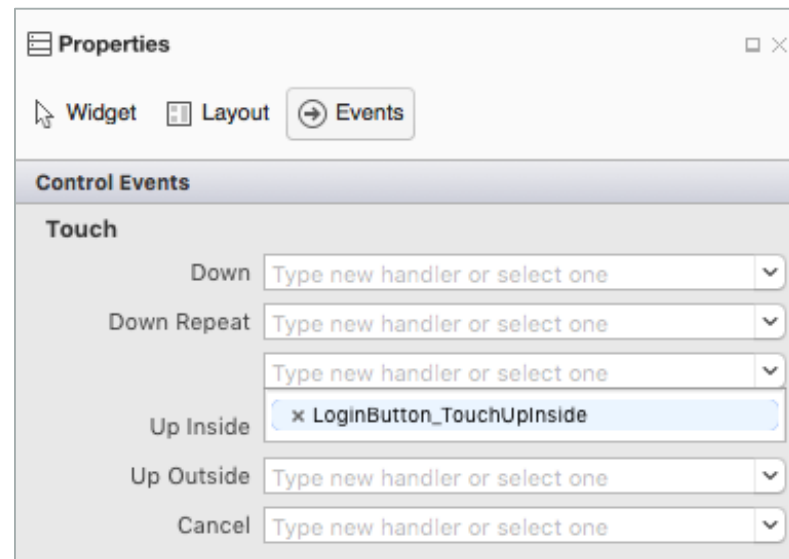 Properties
Widget Layout Events
Control Events
Touch
Down Type new handler or select one
Down Repeat Type new handler or select one
Type new handler or select one
× LoginButton_TouchUpInside
Up Inside
Up Outside Type new handler or select one
Cancel Type new handler or select one